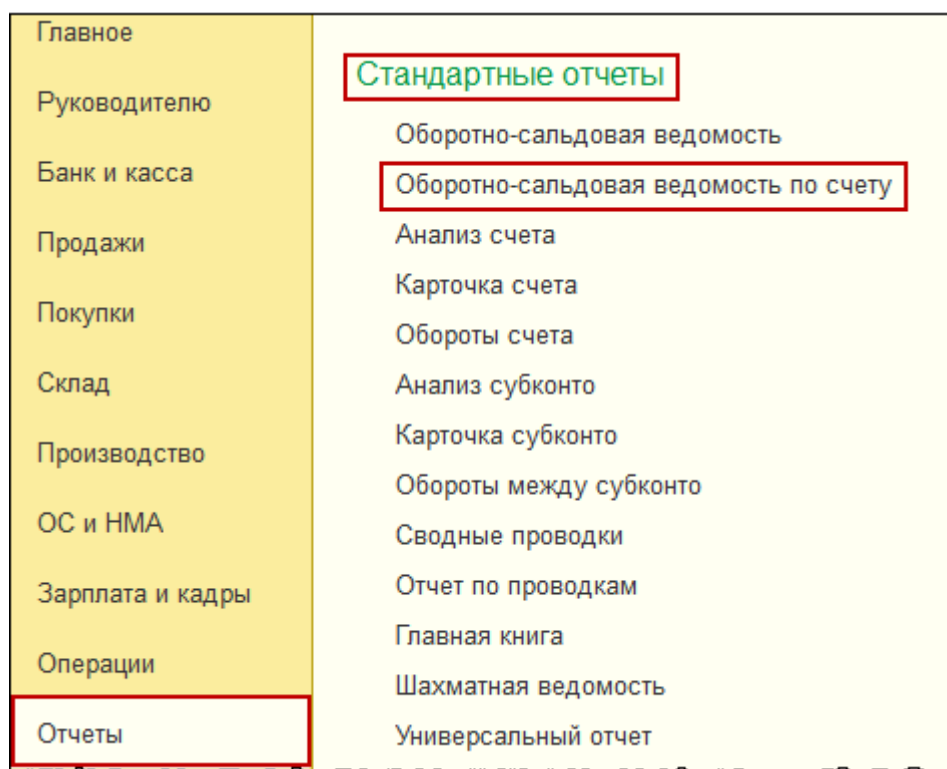 Главное
Руководителю
Банк и касса
Продажи
Покупки
Склад
Производство
ОС и НМА
Зарплата и кадры
Операции
Отчеты
Стандартные отчеты
Оборотно-сальдовая ведомость
Оборотно-сальдовая ведомость по счету
Анализ счета
Карточка счета
Обороты счета
Анализ субконто
Карточка субконто
Обороты между субконто
Сводные проводки
Отчет по проводкам
Главная книга
Шахматная ведомость
Универсальный отчет